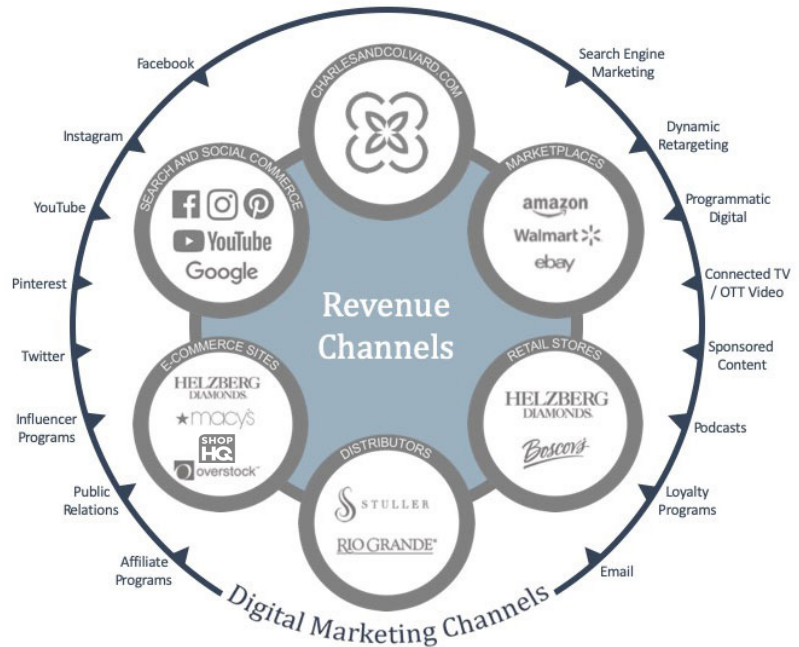 Facebook
Instagram
YouTube
Pinterest
Twitter
Influencer
Programs
Public
Relations
Affiliate
Programs
Search Engine
Marketing
Dynamic
Retargeting
Programmatic
Digital
Connected TV
/ OTT Video
Sponsored
Content
Podcasts
Loyalty
Programs
Email
Digital Marketing Channels
Revenue
Channels
CHARLESANDCOLVARD.COM
MARKETPLACES
amazon
Walmart
ebay
RETAIL STORES
HELZBERG
DIAMONDS
Boscov's
DISTRIBUTORS
STULLER
RIO GRANDE®
E-COMMERCE SITES
HELZBERG
DIAMONDS
macy's
SHOP
HQ
overstock™
SEARCH AND SOCIAL COMMERCE
YouTube
Google